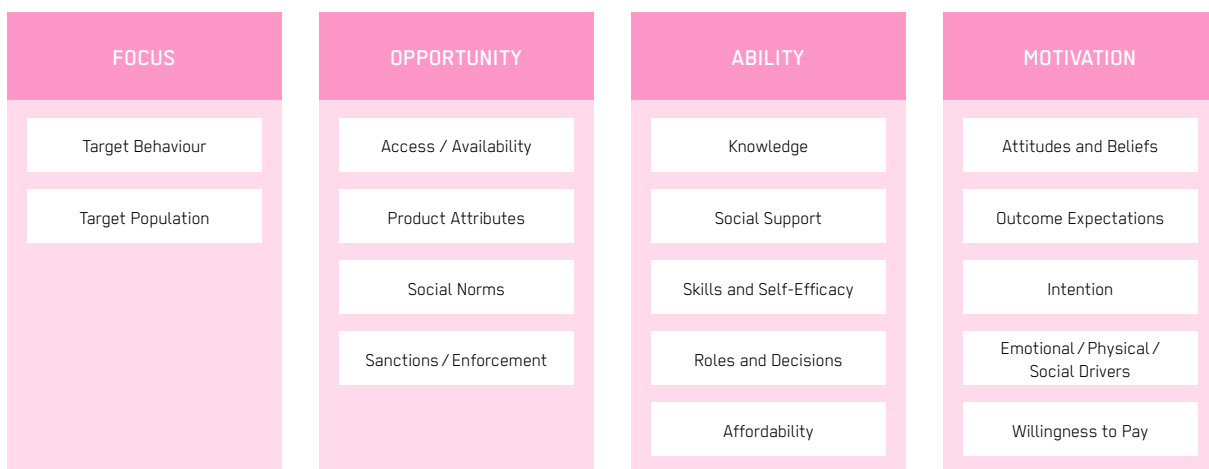 FOCUS
Target Behaviour
Target Population
OPPORTUNITY
Access / Availability
Product Attributes
Social Norms
Sanctions / Enforcement
ABILITY
Knowledge
Social Support
Skills and Self-Efficacy
Roles and Decisions
Affordability
MOTIVATION
Attitudes and Beliefs
Outcome Expectations
Intention
Emotional / Physical /
Social Drivers
Willingness to Pay